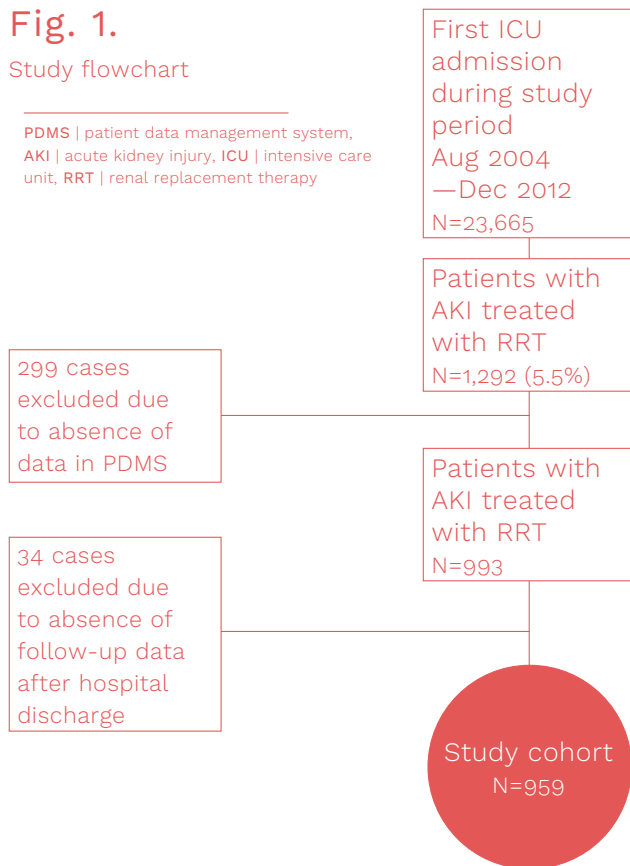 Fig. 1.
Study flowchart
PDMS | patient data management system,
AKI | acute kidney injury, ICU | intensive care
unit, RRT | renal replacement therapy
First ICU
admission
during study
period
Aug 2004
—Dec 2012
N=23,665
Patients with
AKI treated
with RRT
N=1,292 (5.5%)
299 cases
excluded due
to absence of
data in PDMS
Patients with
AKI treated
with RRT
N=993
34 cases
excluded due
to absence of
follow-up data
after hospital
discharge
Study cohort
N=959